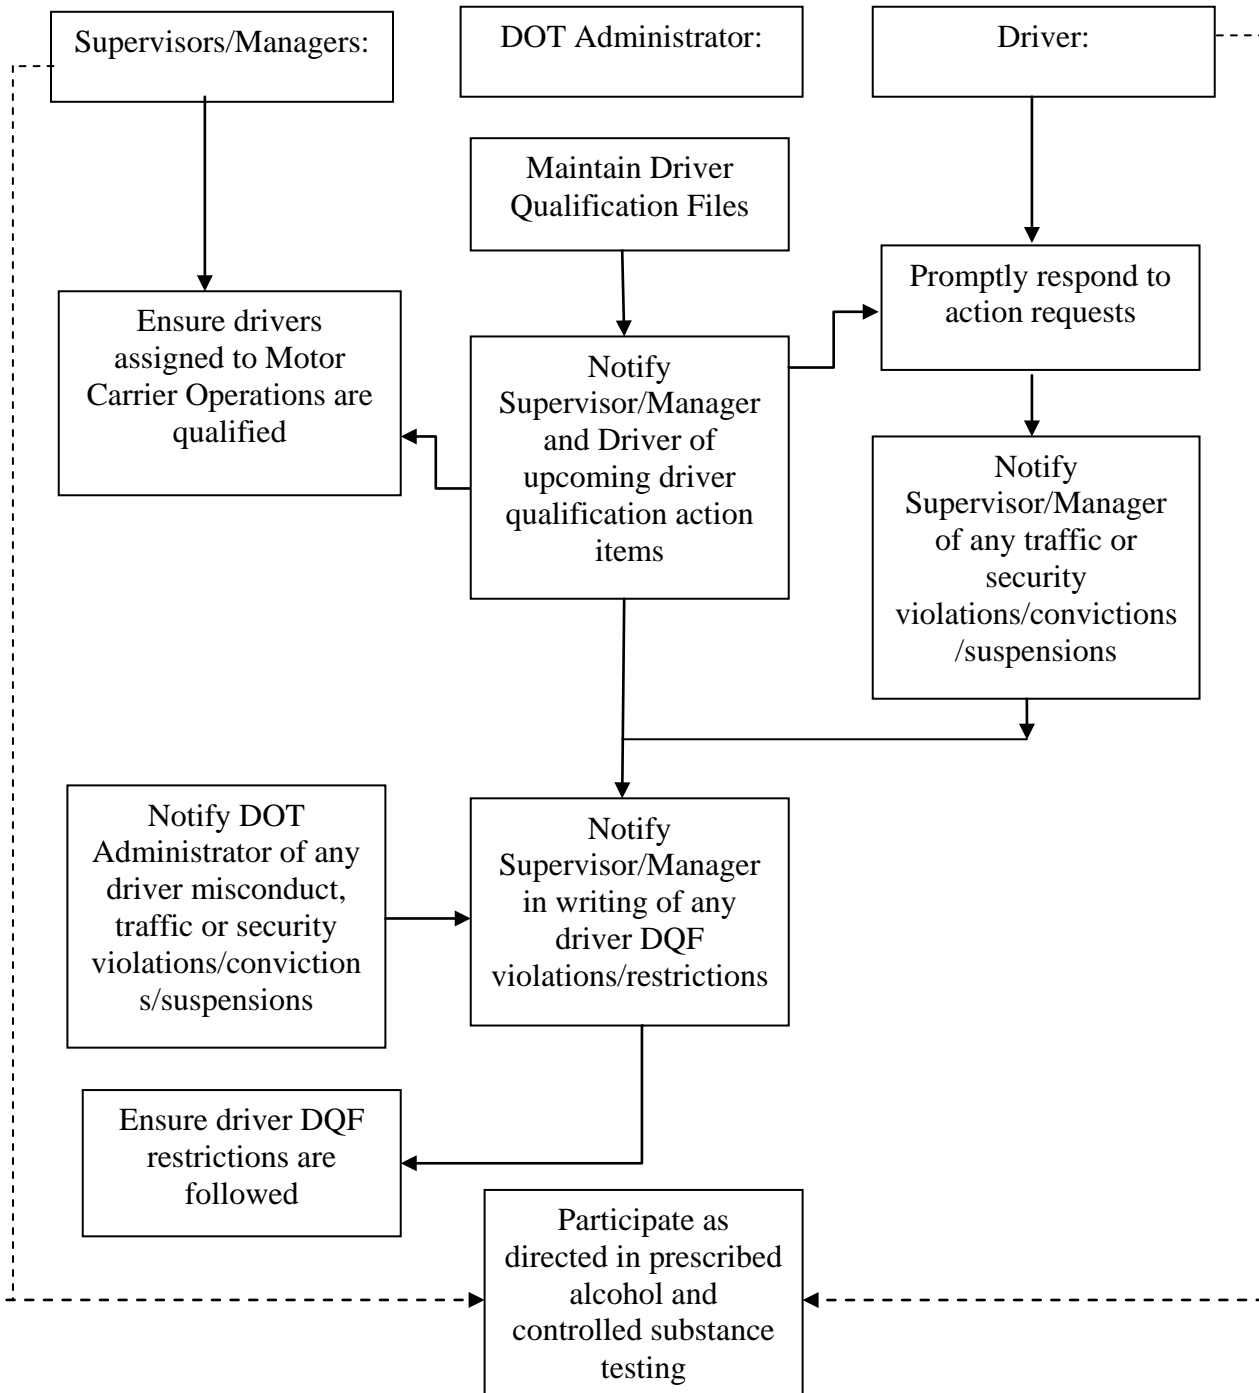 Supervisors/Managers:
DOT Administrator:
Driver:
Maintain Driver
Qualification Files
Promptly respond to
action requests
Ensure drivers
assigned to Motor
Carrier Operations are
qualified
Notify
Supervisor/Manager
and Driver of
upcoming driver
qualification action
items
Notify
Supervisor/Manager
of any traffic or
security
violations/convictions
/suspensions
Notify DOT
Administrator of any
driver misconduct,
traffic or security
violations/conviction
s/suspensions
Notify
Supervisor/Manager
in writing of any
driver DQF
violations/restrictions
Ensure driver DQF
restrictions are
followed
Participate as
directed in prescribed
alcohol and
controlled substance
testing